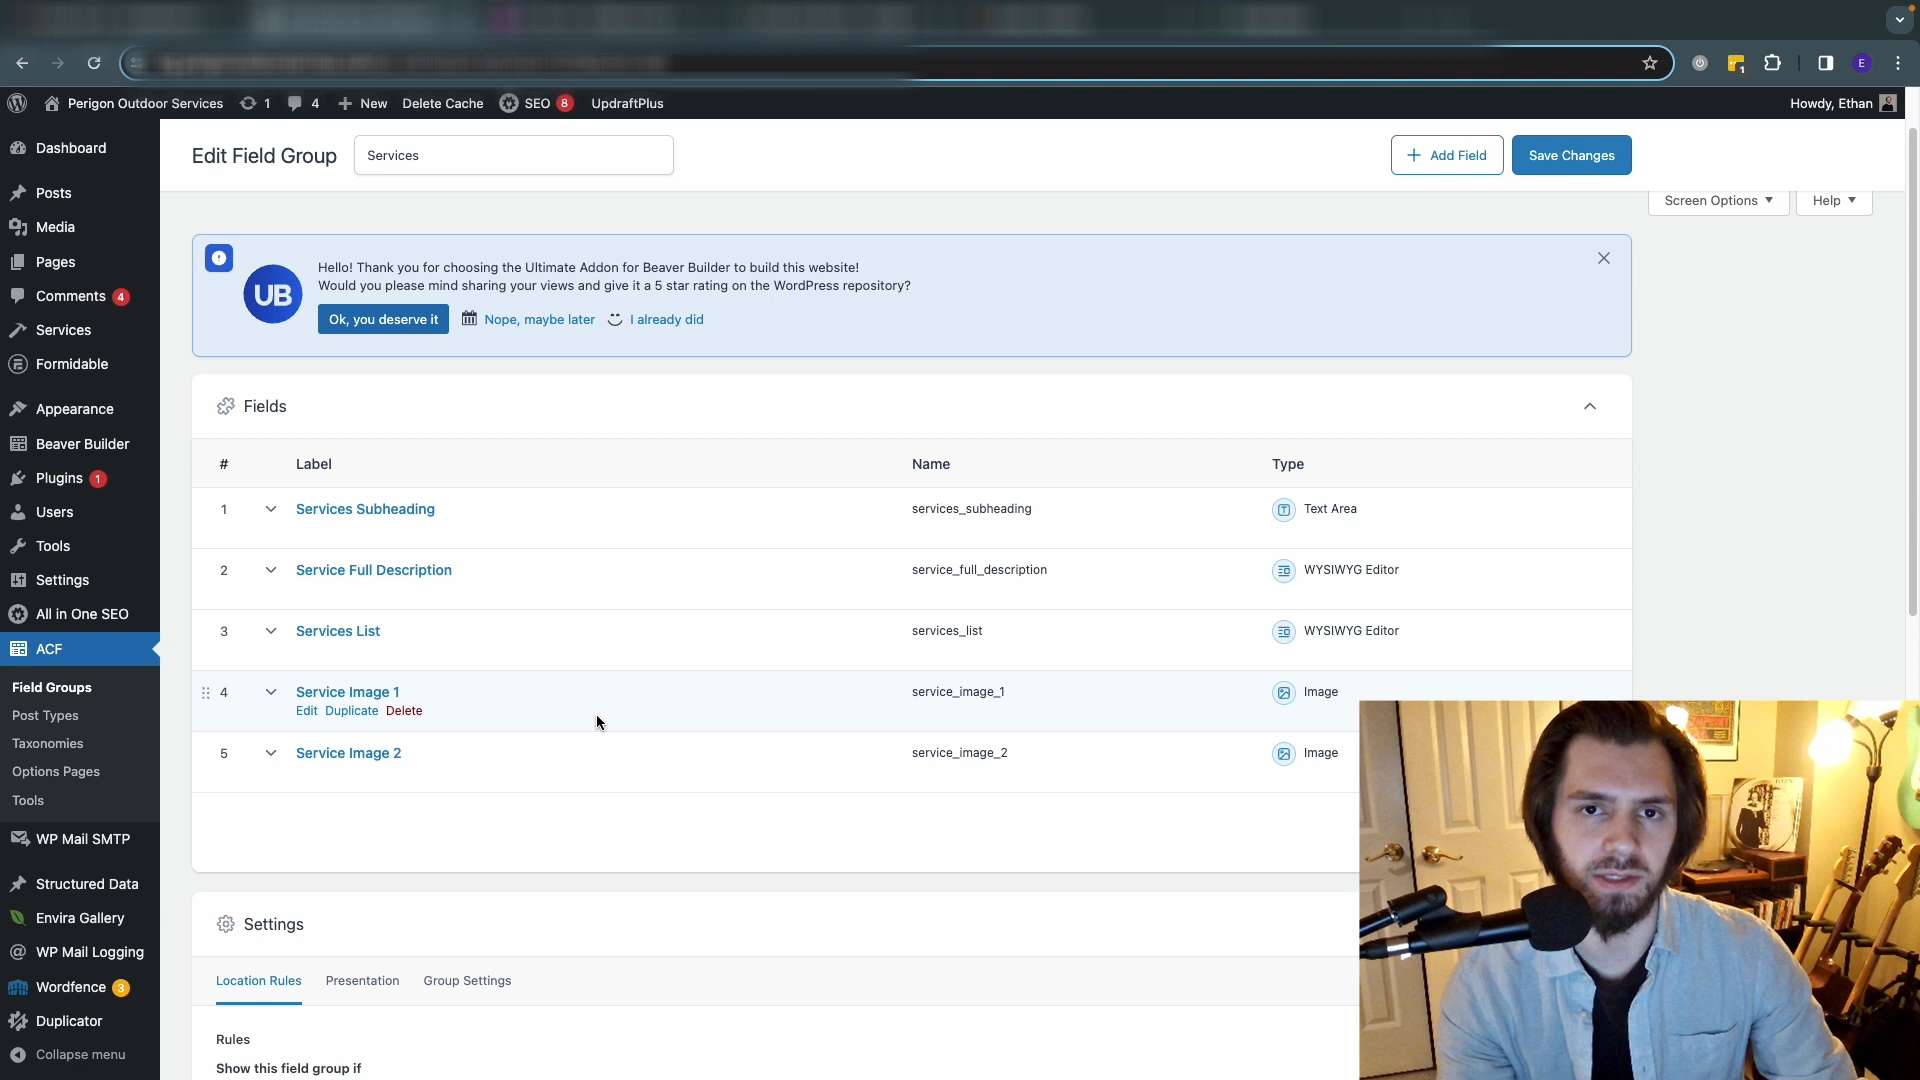 Perigon Outdoor Services
1
4
New
Delete Cache
SEO 8
UpdraftPlus
Howdy, Ethan
E
1
Dashboard
Posts
Media
Pages
Comments 4
Services
Formidable
Appearance
Beaver Builder
Plugins 1
Users
Tools
Settings
All in One SEO
ACF
Field Groups
Post Types
Taxonomies
Options Pages
Tools
WP Mail SMTP
Structured Data
Envira Gallery
WP Mail Logging
Wordfence 3
Duplicator
Collapse menu
Edit Field Group
Services
Add Field
Save Changes
Screen Options
Help
UB
Hello! Thank you for choosing the Ultimate Addon for Beaver Builder to build this website!
Would you please mind sharing your views and give it a 5 star rating on the WordPress repository?
Ok, you deserve it
Nope, maybe later
I already did
Fields
# Label Name Type
1 Services Subheading services_subheading Text Area
2 Service Full Description service_full_description WYSIWYG Editor
3 Services List services_list WYSIWYG Editor
4 Service Image 1 service_image_1 Image
Edit Duplicate Delete
5 Service Image 2 service_image_2 Image
Settings
Location Rules Presentation Group Settings
Rules
Show this field group if